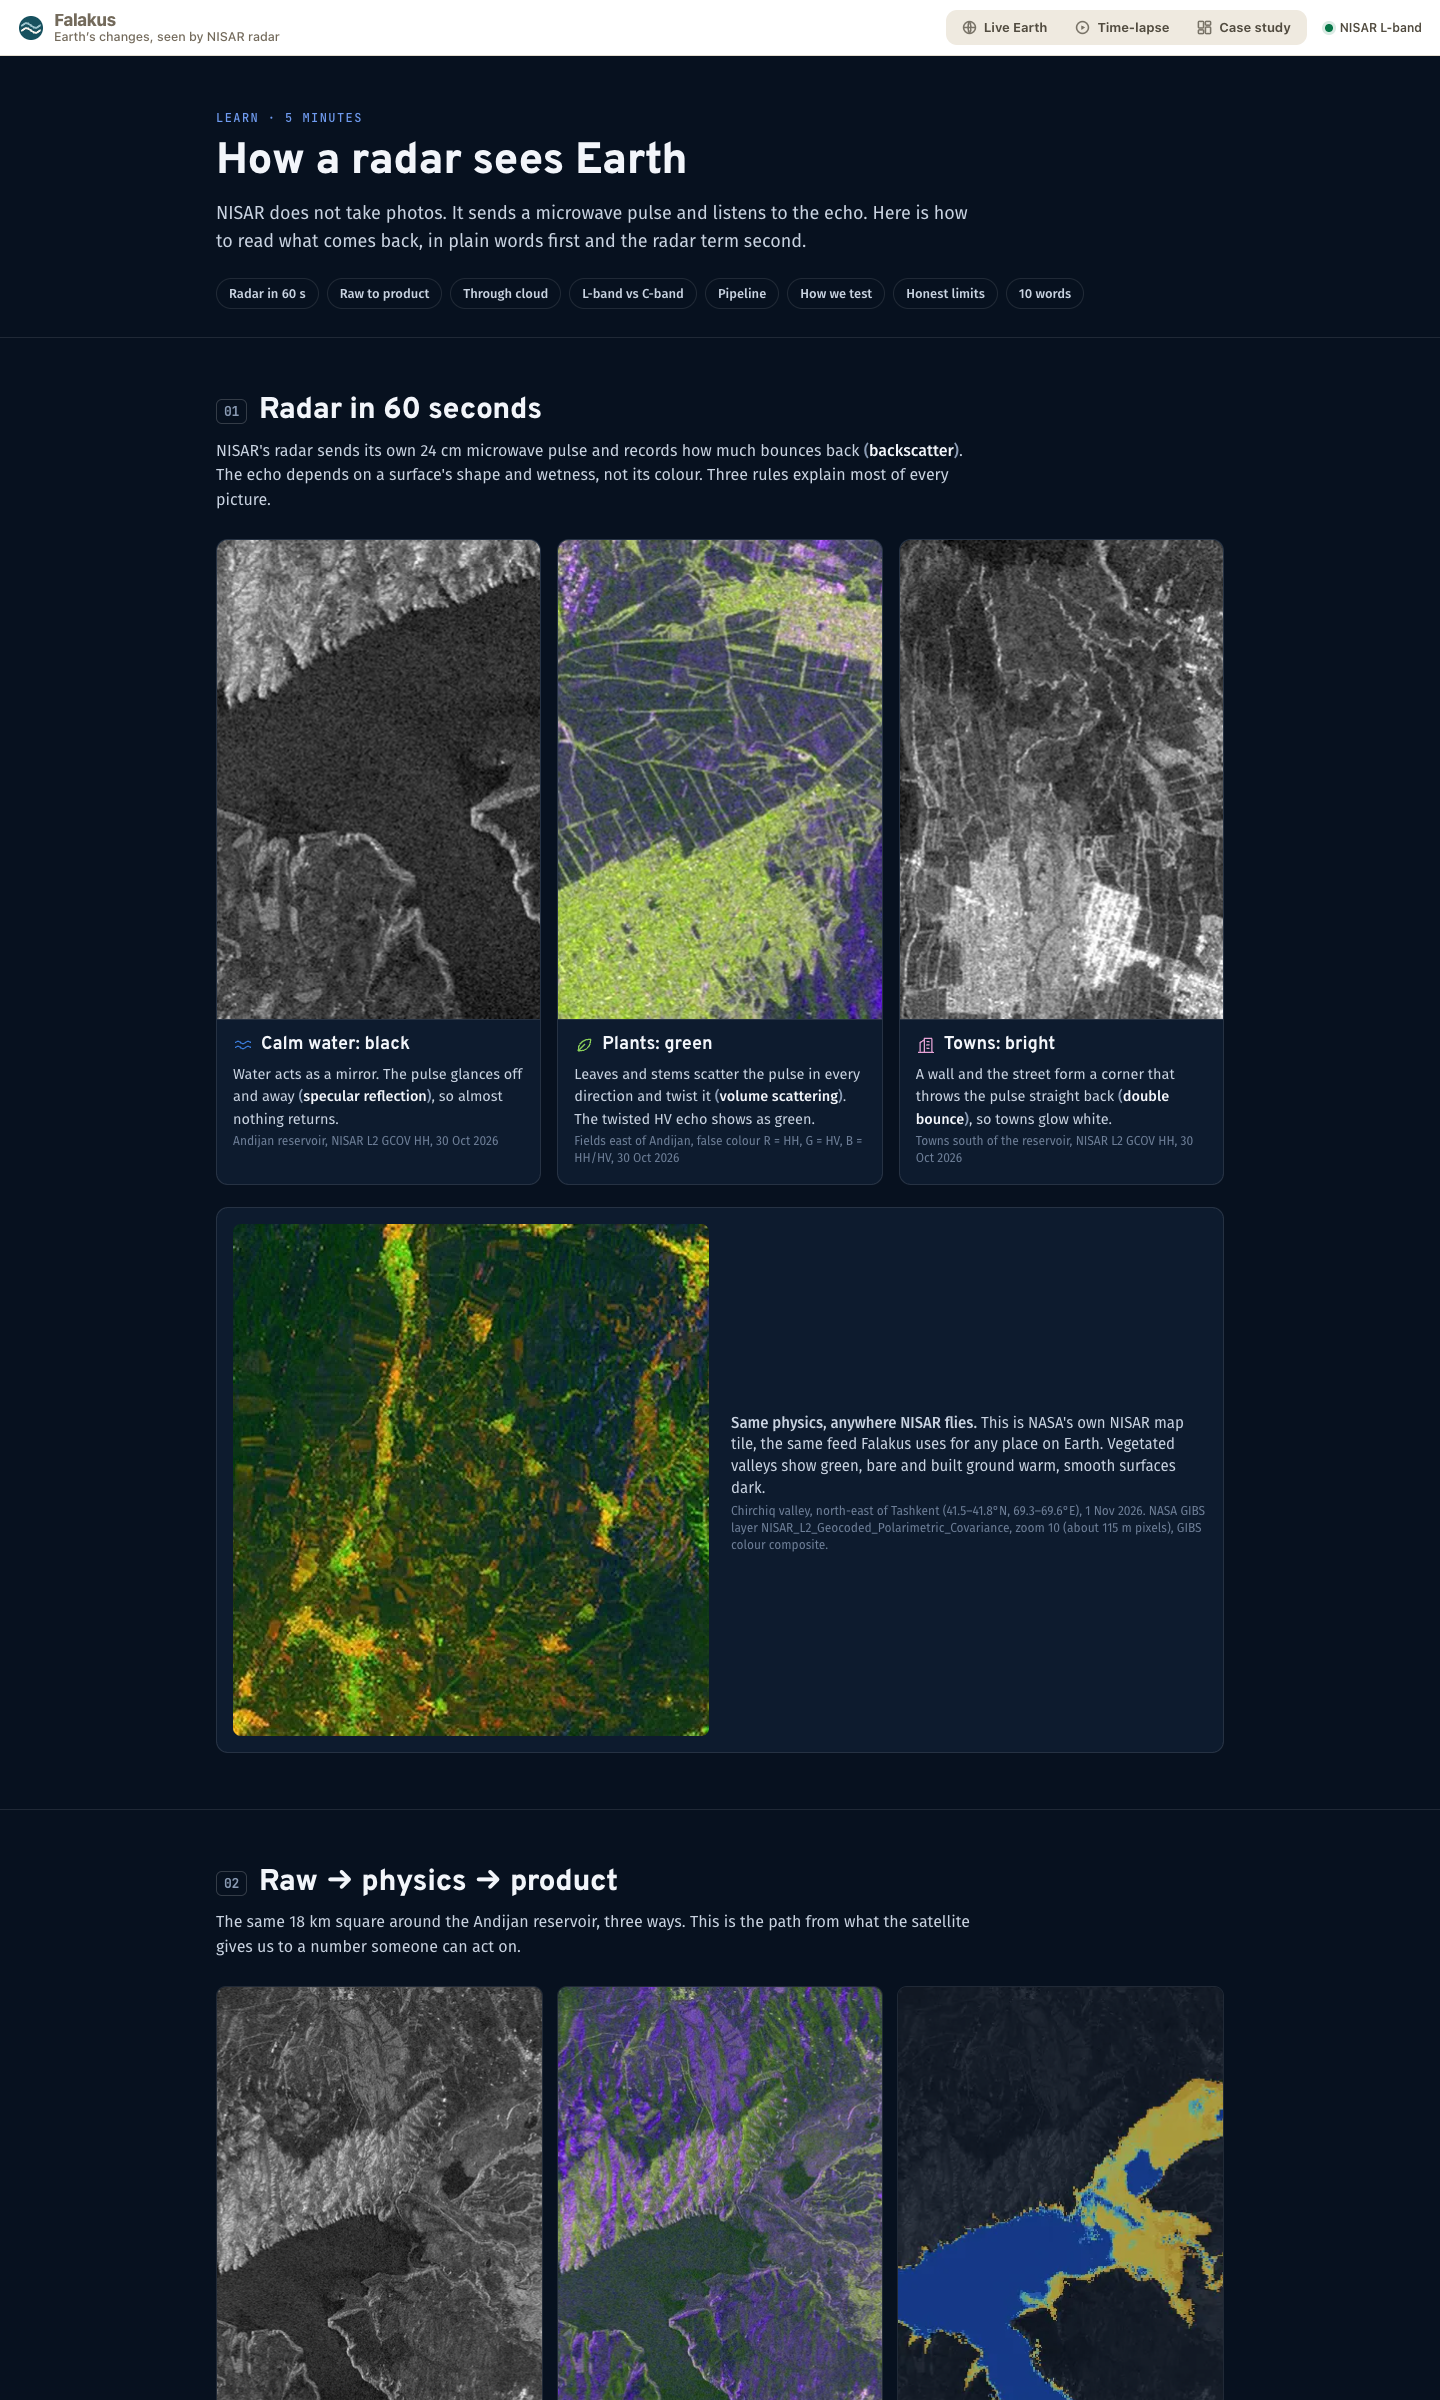 Falakus
Earth's changes, seen by NISAR radar
Live Earth
Time-lapse
Case study
NISAR L-band
LEARN · 5 MINUTES
How a radar sees Earth
NISAR does not take photos. It sends a microwave pulse and listens to the echo. Here is how
to read what comes back, in plain words first and the radar term second.
Radar in 60 s
Raw to product
Through cloud
L-band vs C-band
Pipeline
How we test
Honest limits
10 words
01 Radar in 60 seconds
NISAR's radar sends its own 24 cm microwave pulse and records how much bounces back (backscatter).
The echo depends on a surface's shape and wetness, not its colour. Three rules explain most of every
picture.
Calm water: black
Water acts as a mirror. The pulse glances off
and away (specular reflection), so almost
nothing returns.
Andijan reservoir, NISAR L2 GCOV HH, 30 Oct 2026
Plants: green
Leaves and stems scatter the pulse in every
direction and twist it (volume scattering).
The twisted HV echo shows as green.
Fields east of Andijan, false colour R = HH, G = HV, B =
HH/HV, 30 Oct 2026
Towns: bright
A wall and the street form a corner that
throws the pulse straight back (double
bounce), so towns glow white.
Towns south of the reservoir, NISAR L2 GCOV HH, 30
Oct 2026
Same physics, anywhere NISAR flies. This is NASA's own NISAR map
tile, the same feed Falakus uses for any place on Earth. Vegetated
valleys show green, bare and built ground warm, smooth surfaces
dark.
Chirchiq valley, north-east of Tashkent (41.5–41.8°N, 69.3–69.6°E), 1 Nov 2026. NASA GIBS
layer NISAR_L2_Geocoded_Polarimetric_Covariance, zoom 10 (about 115 m pixels), GIBS
colour composite.
02 Raw → physics → product
The same 18 km square around the Andijan reservoir, three ways. This is the path from what the satellite
gives us to a number someone can act on.